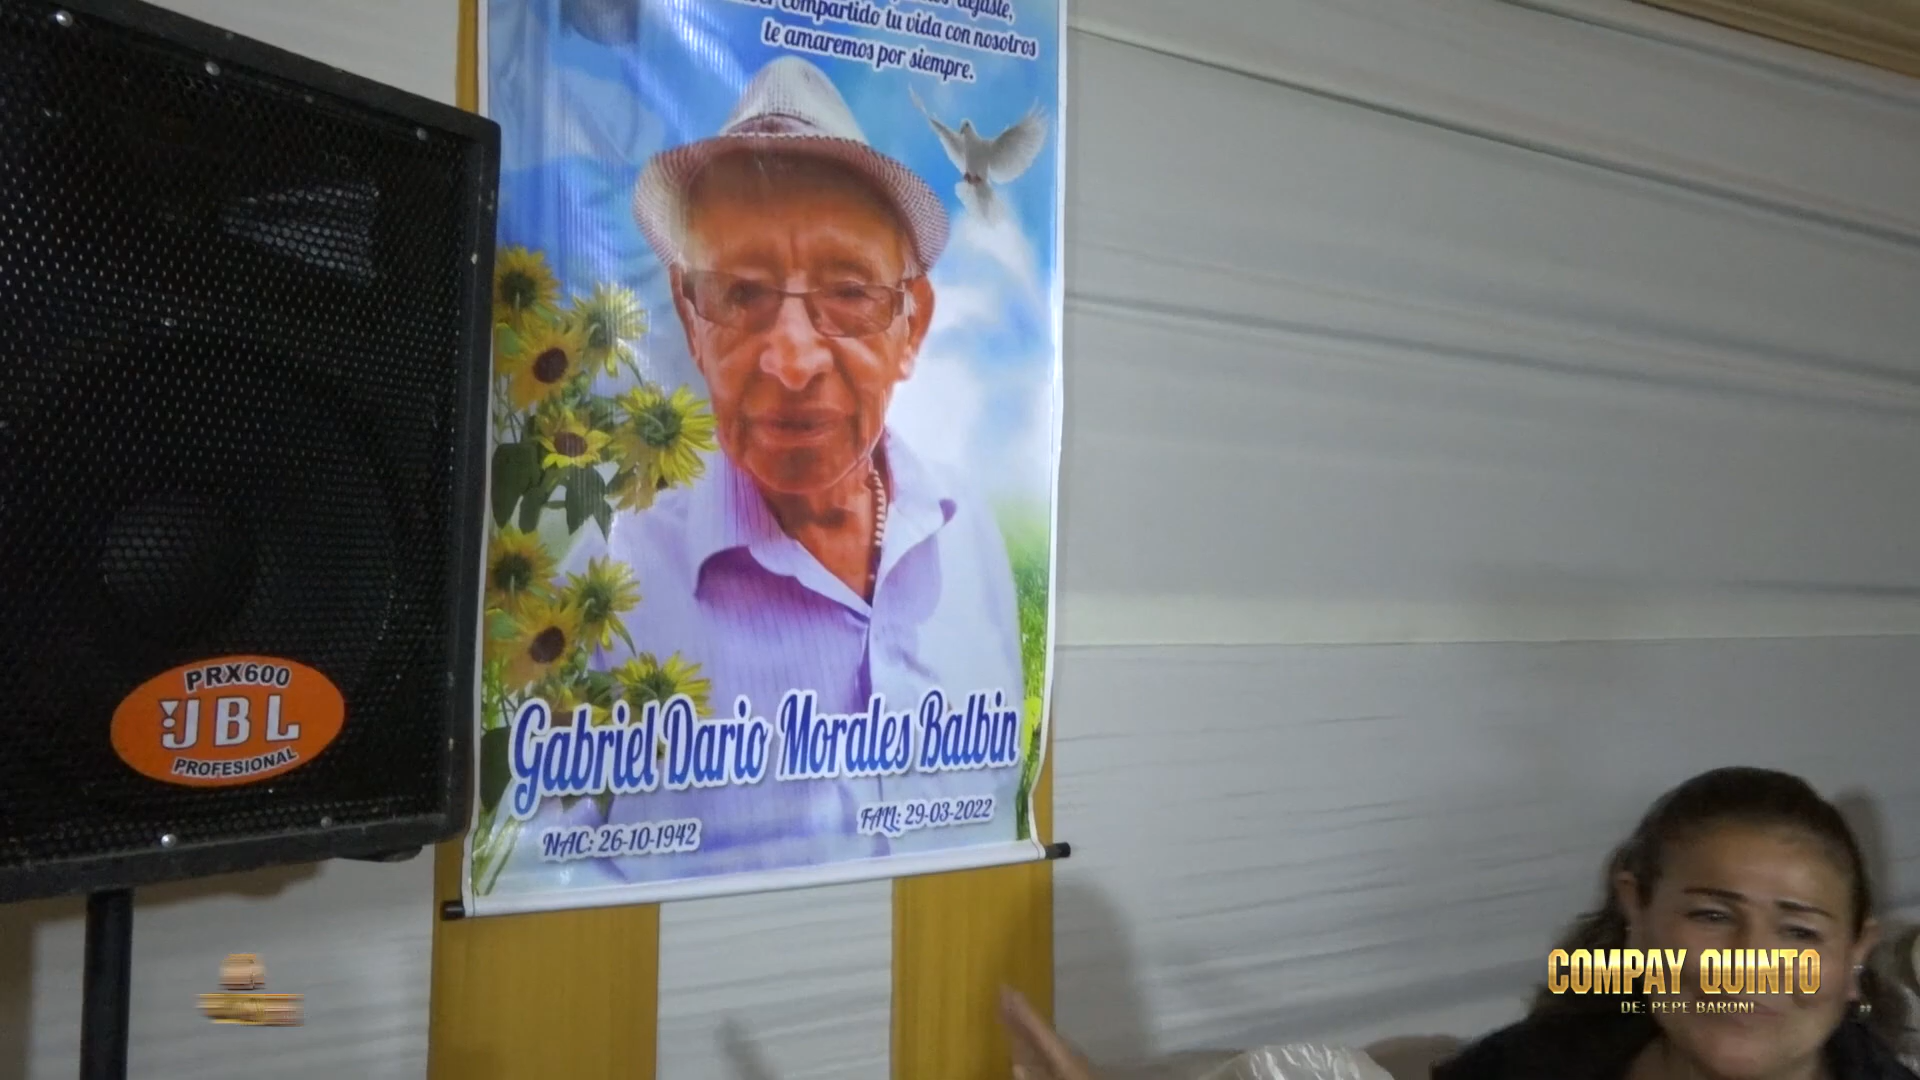 dejaste,
compartido tu vida con nosotros
te amaremos por siempre.
PRX600
JBL
PROFESIONAL
Gabriel Dario Morales Balbin
NAC: 26-10-1942
FALL: 29-03-2022
COMPAY QUINTO
DE: PEPE BARONI